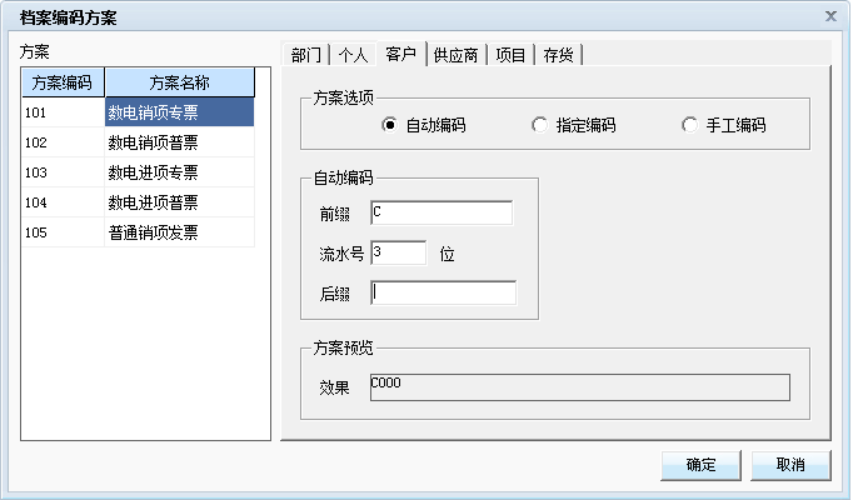 档案编码方案
方案
方案编码 方案名称
101 数电销项专票
102 数电销项普票
103 数电进项专票
104 数电进项普票
105 普通销项发票
部门 个人 客户 供应商 项目 存货
方案选项
自动编码 指定编码 手工编码
自动编码
前缀 C
流水号 3 位
后缀
方案预览
效果 C000
确定 取消